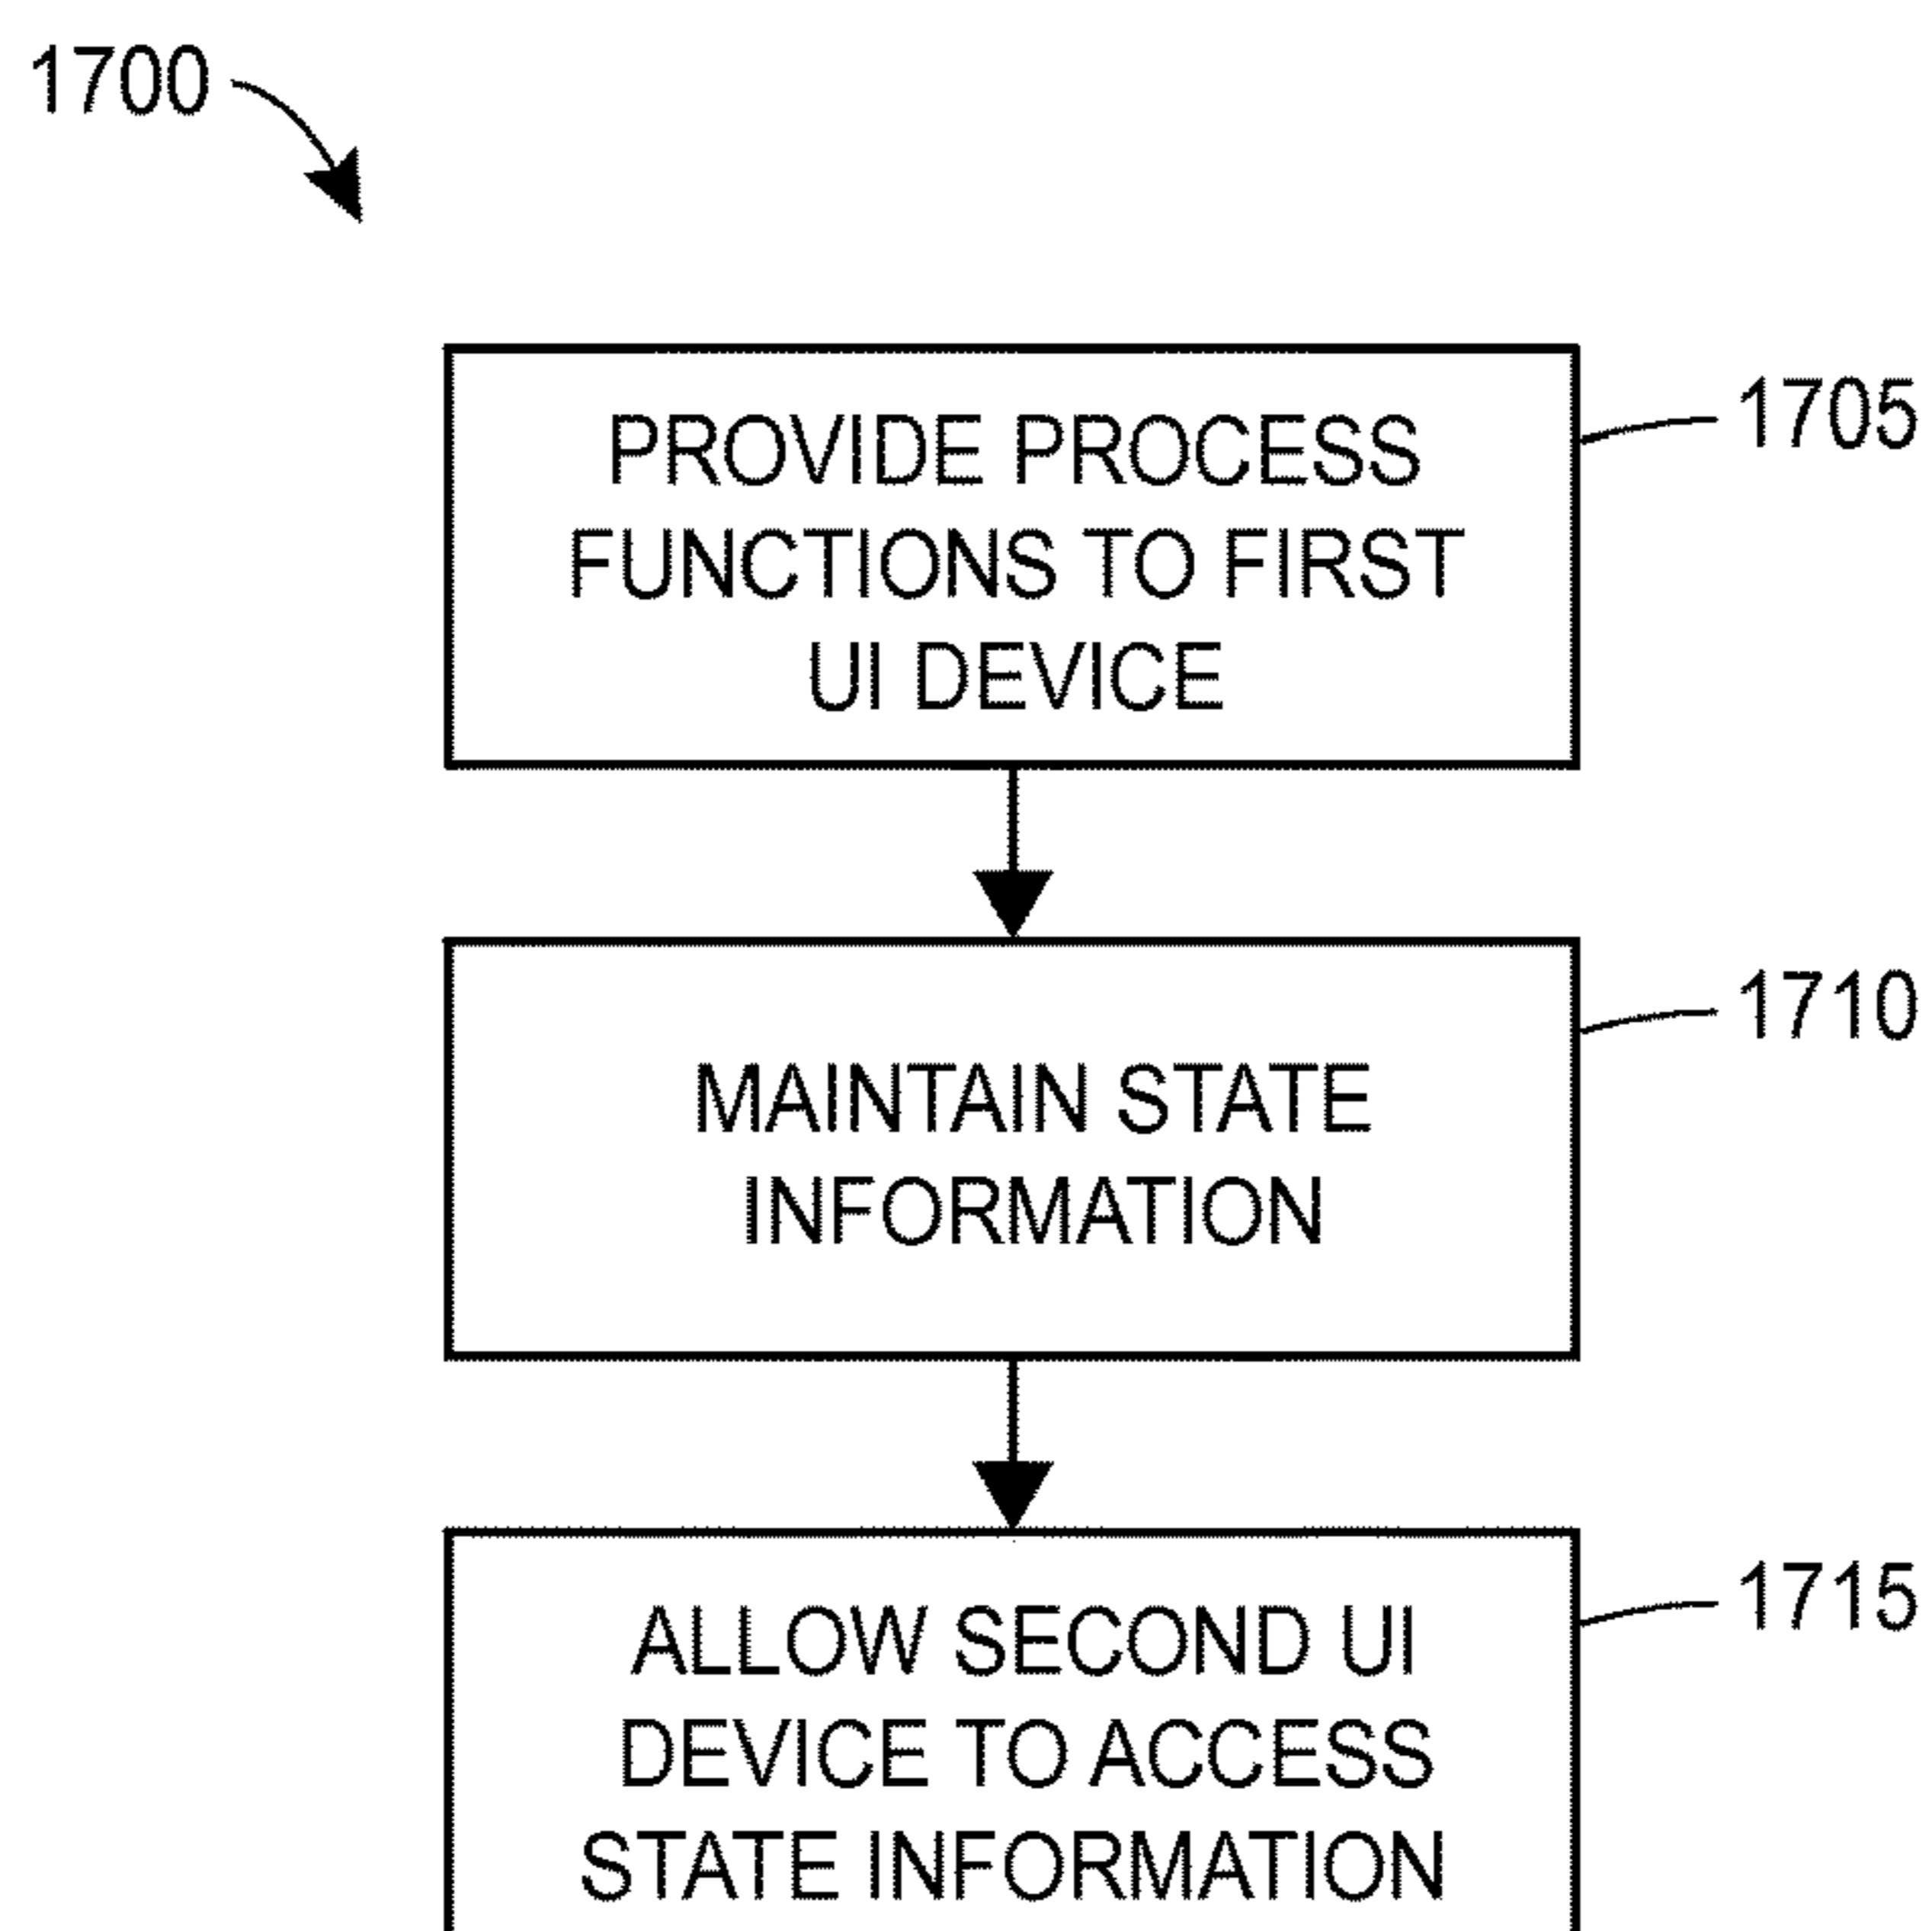 1700
PROVIDE PROCESS
FUNCTIONS TO FIRST
UI DEVICE
1705
MAINTAIN STATE
INFORMATION
1710
ALLOW SECOND UI
DEVICE TO ACCESS
STATE INFORMATION
1715